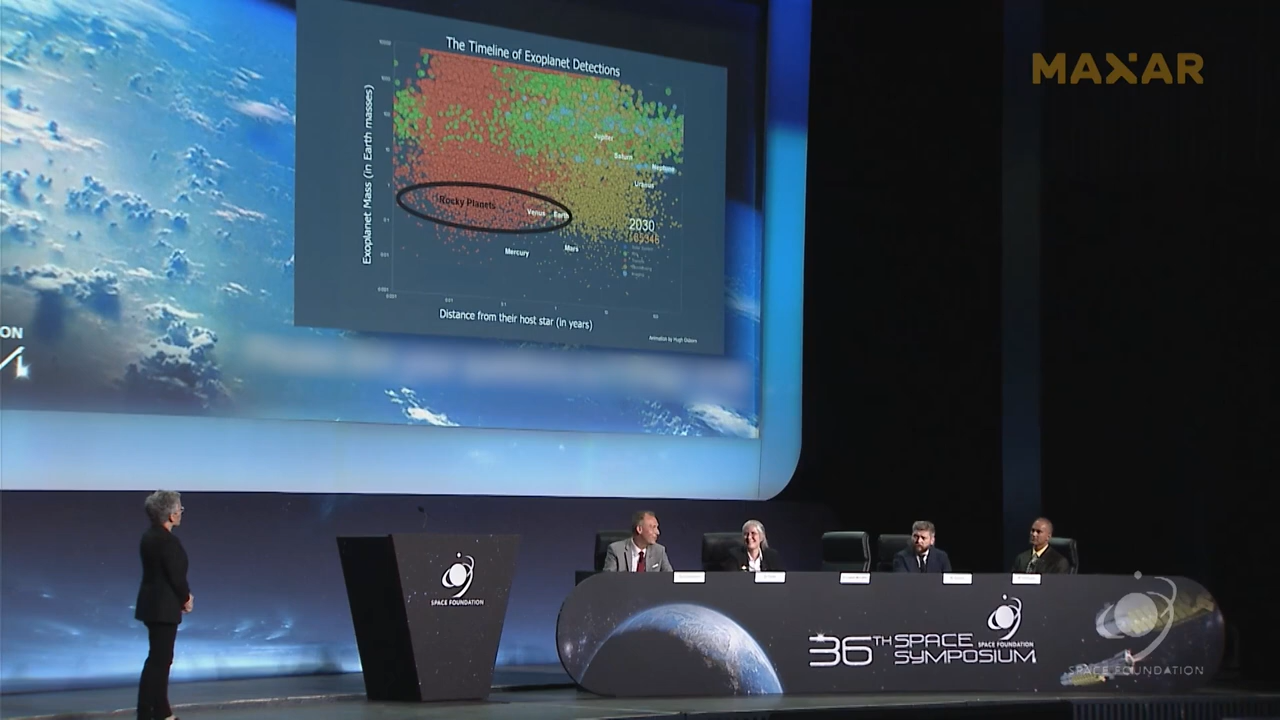 MAXAR
The Timeline of Exoplanet Detections
Exoplanet Mass (in Earth masses)
Jupiter
Saturn
Neptune
Uranus
Rocky Planets
Venus
Earth
2030
Mars
Mercury
Distance from their host star (in years)
Animation by Hugh Osborn
ON
SPACE FOUNDATION
36TH SPACE
SYMPOSIUM
SPACE FOUNDATION
SPACE FOUNDATION